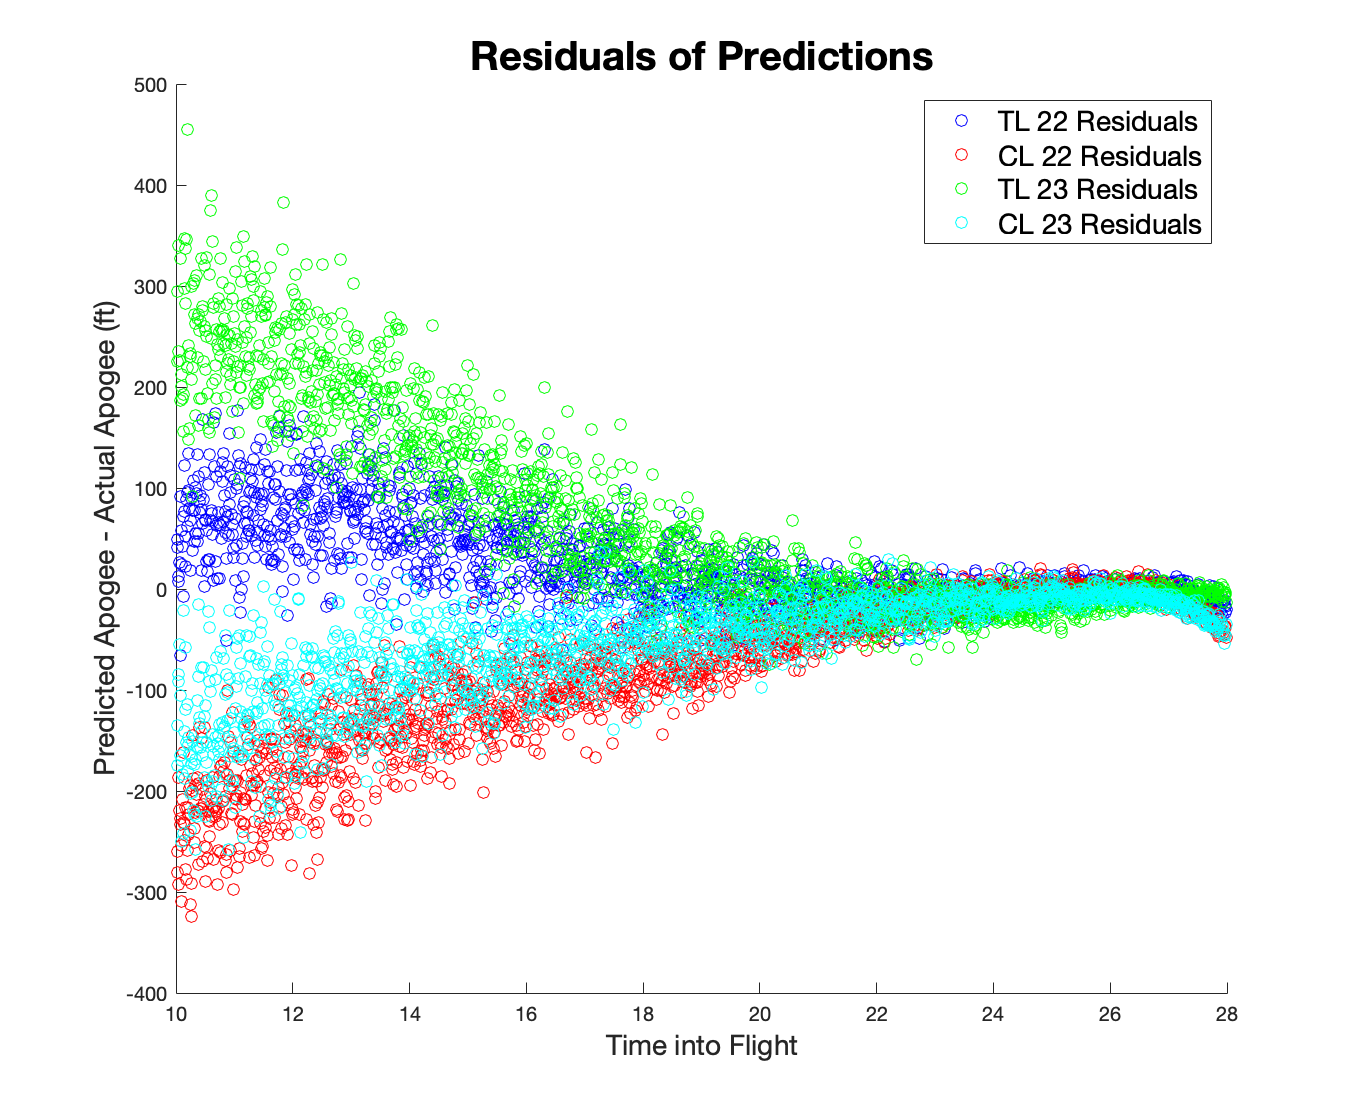 Residuals of Predictions
500
400
300
200
100
0
-100
-200
-300
-400
Predicted Apogee - Actual Apogee (ft)
TL 22 Residuals
CL 22 Residuals
TL 23 Residuals
CL 23 Residuals
10 12 14 16 18 20 22 24 26 28
Time into Flight